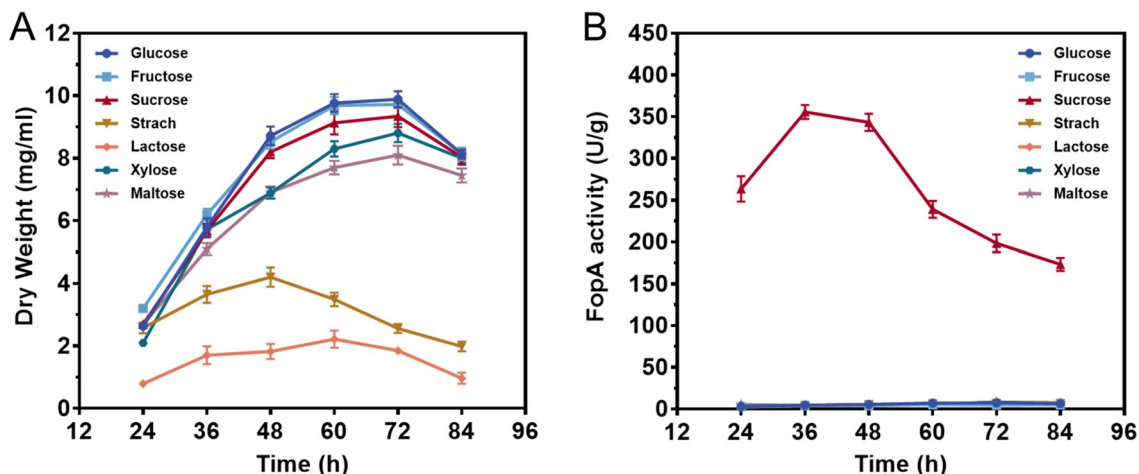 A
Dry Weight (mg/ml)
12
10
8
6
4
2
0
Glucose
Fructose
Sucrose
Strach
Lactose
Xylose
Maltose
12 24 36 48 60 72 84 96
Time (h)
B
FopA activity (U/g)
450
400
350
300
250
200
150
100
50
0
Glucose
Frucose
Sucrose
Strach
Lactose
Xylose
Maltose
12 24 36 48 60 72 84 96
Time (h)